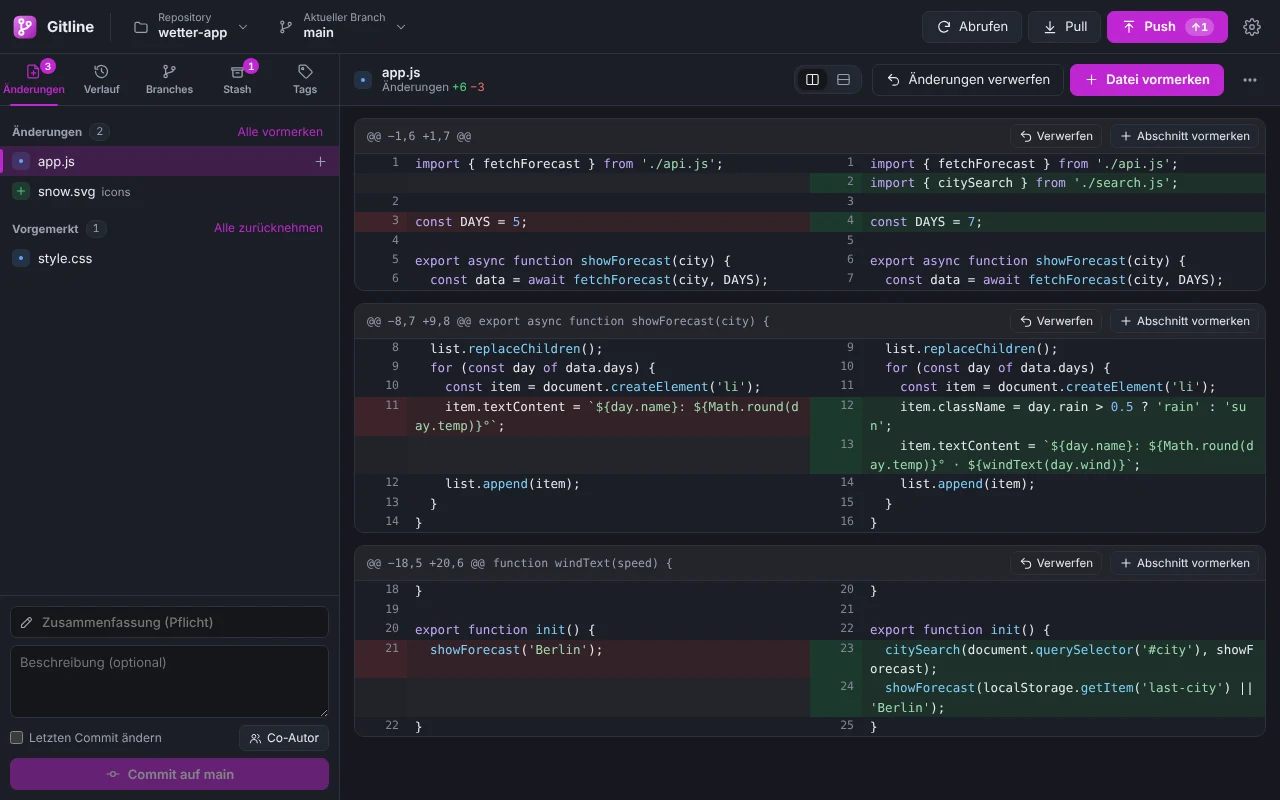 Gitline
Repository
wetter-app
Aktueller Branch
main
Abrufen
Pull
Push
1
Änderungen
3
Verlauf
Branches
Stash
1
Tags
app.js
Änderungen +6 −3
Änderungen verwerfen
Datei vormerken
Änderungen 2
Alle vormerken
app.js
snow.svg icons
Vorgemerkt 1
Alle zurücknehmen
style.css
Zusammenfassung (Pflicht)
Beschreibung (optional)
Letzten Commit ändern
Co-Autor
Commit auf main
@@ −1,6 +1,7 @@
Verwerfen
Abschnitt vormerken
1 import { fetchForecast } from './api.js'; 1 import { fetchForecast } from './api.js';
2 import { citySearch } from './search.js';
2 3
3 const DAYS = 5; 4 const DAYS = 7;
4 5
5 export async function showForecast(city) { 6 export async function showForecast(city) {
6 const data = await fetchForecast(city, DAYS); 7 const data = await fetchForecast(city, DAYS);
@@ −8,7 +9,8 @@ export async function showForecast(city) {
Verwerfen
Abschnitt vormerken
8 list.replaceChildren(); 9 list.replaceChildren();
9 for (const day of data.days) { 10 for (const day of data.days) {
10 const item = document.createElement('li'); 11 const item = document.createElement('li');
11 item.textContent = `${day.name}: ${Math.round(d 12 item.className = day.rain > 0.5 ? 'rain' : 'su
ay.temp)}°`; n';
13 item.textContent = `${day.name}: ${Math.round(d
ay.temp)}° · ${windText(day.wind)}`;
12 list.append(item); 14 list.append(item);
13 } 15 }
14 } 16 }
@@ −18,5 +20,6 @@ function windText(speed) {
Verwerfen
Abschnitt vormerken
18 } 20 }
19 21
20 export function init() { 22 export function init() {
21 showForecast('Berlin'); 23 citySearch(document.querySelector('#city'), showF
orecast);
24 showForecast(localStorage.getItem('last-city') ||
'Berlin');
22 } 25 }